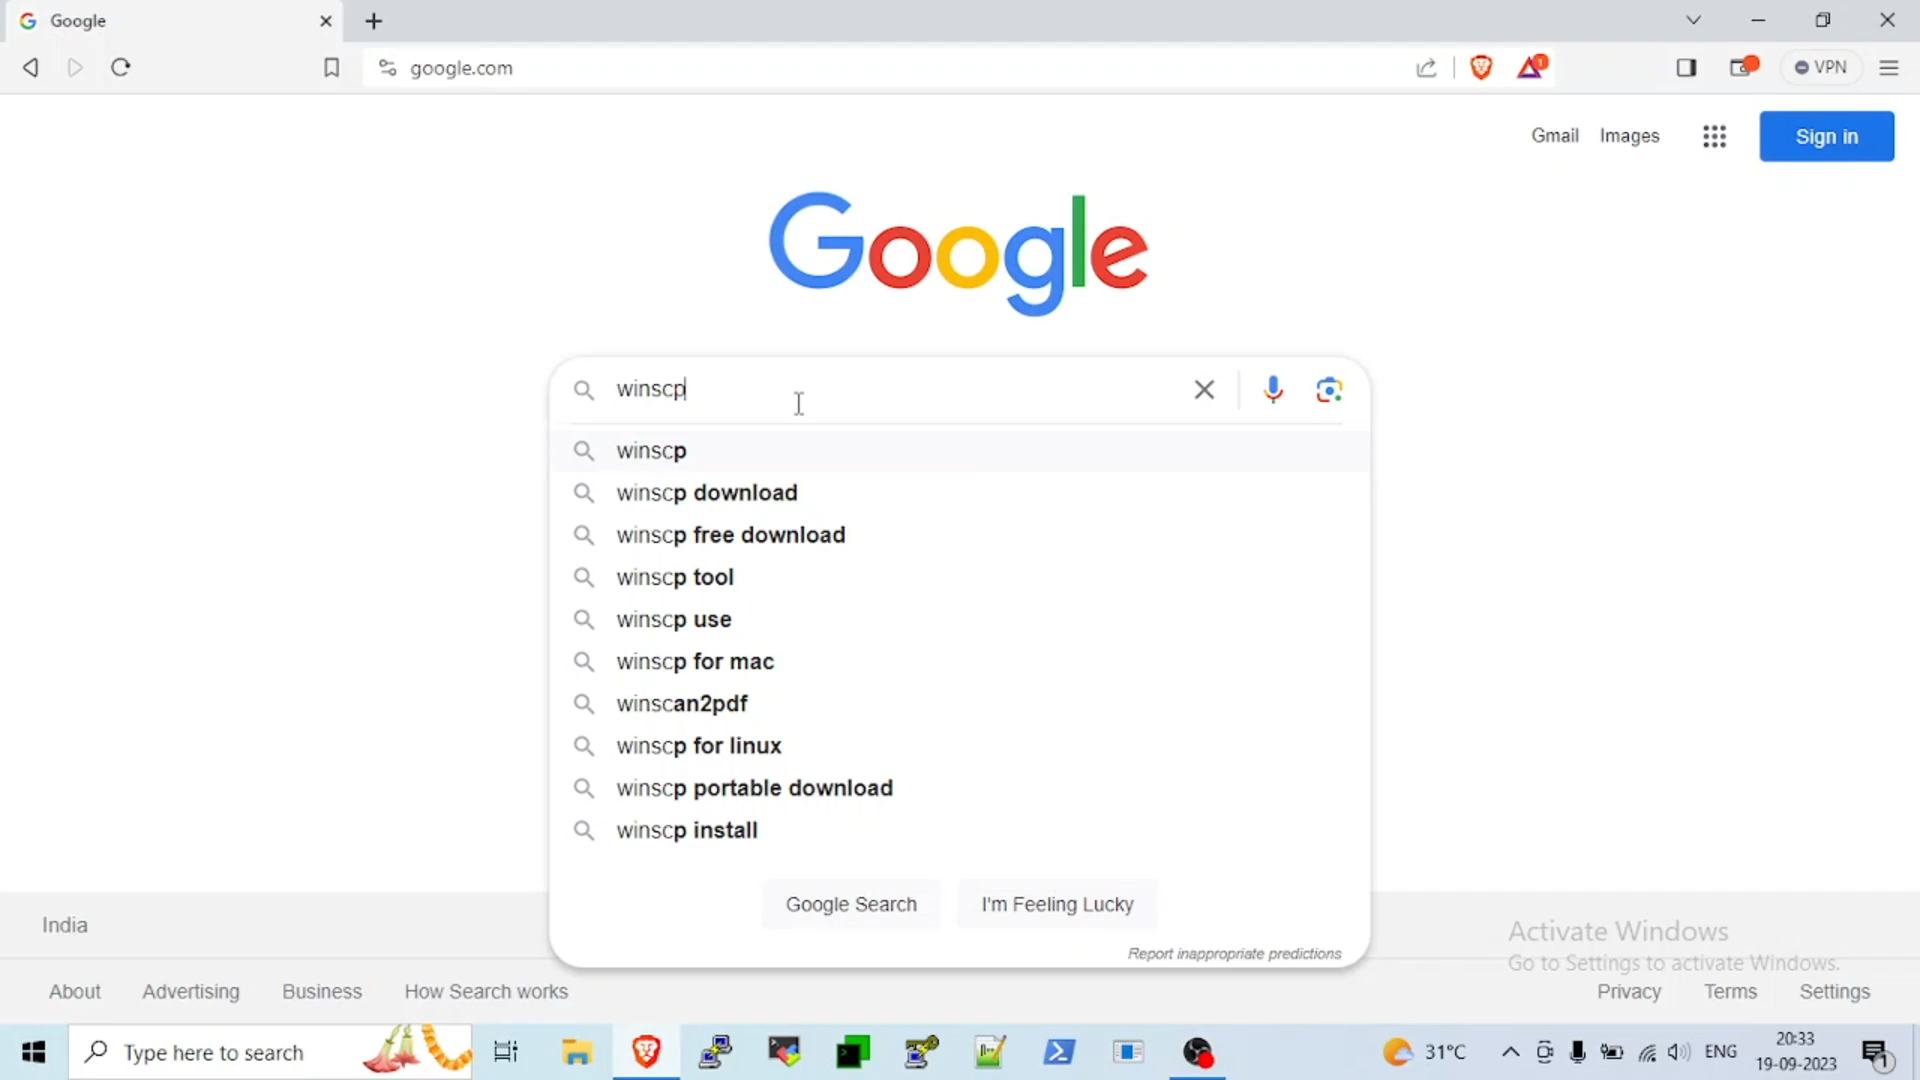 Google
google.com
VPN
Gmail Images Sign in
Google
winscp
winscp
winscp download
winscp free download
winscp tool
winscp use
winscp for mac
winscan2pdf
winscp for linux
winscp portable download
winscp install
Google Search I'm Feeling Lucky
Report inappropriate predictions
India
Activate Windows
Go to Settings to activate Windows.
About Advertising Business How Search works Privacy Terms Settings
Type here to search
31°C
ENG
20:33
19-09-2023
1
1